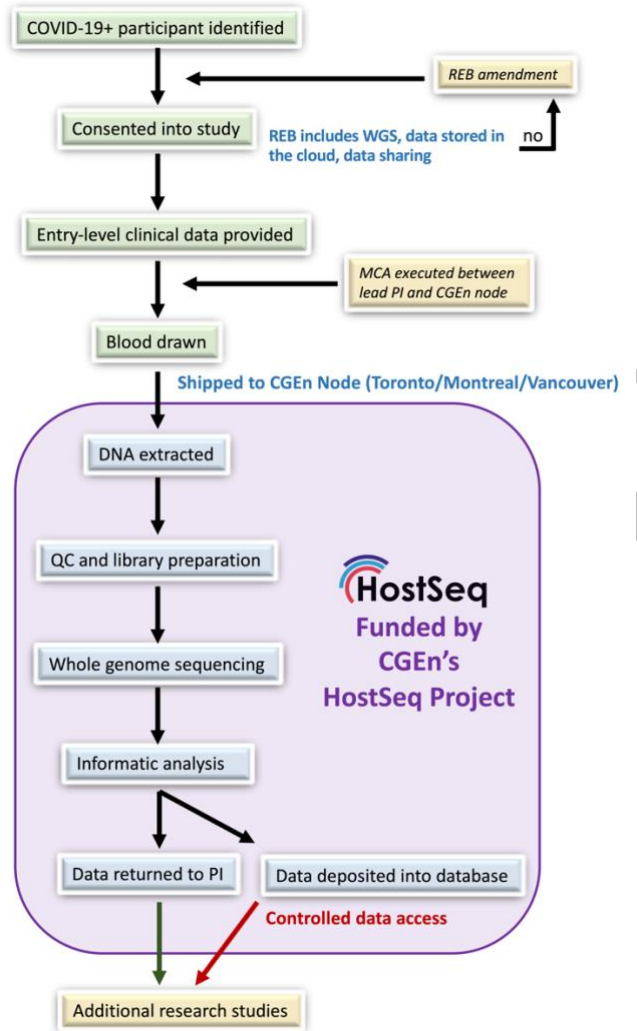 COVID-19+ participant identified
REB amendment
Consented into study
REB includes WGS, data stored in
the cloud, data sharing
no
Entry-level clinical data provided
MCA executed between
lead PI and CGEn node
Blood drawn
Shipped to CGEn Node (Toronto/Montreal/Vancouver)
DNA extracted
QC and library preparation
HostSeq
Funded by
CGEn’s
HostSeq Project
Whole genome sequencing
Informatic analysis
Data returned to PI
Data deposited into database
Controlled data access
Additional research studies